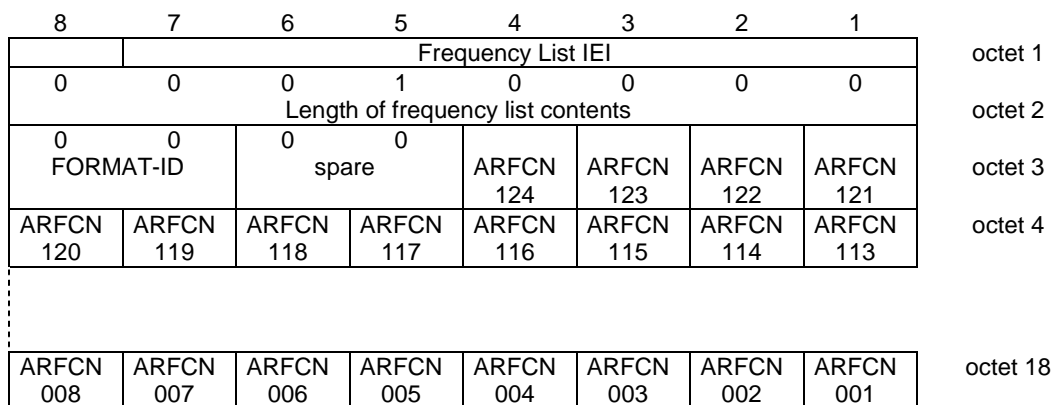 8 7 6 5 4 3 2 1
Frequency List IEI octet 1
0 0 0 1 0 0 0 0
Length of frequency list contents octet 2
0 0 0 0
FORMAT-ID spare ARFCN ARFCN ARFCN ARFCN octet 3
124 123 122 121
ARFCN ARFCN ARFCN ARFCN ARFCN ARFCN ARFCN ARFCN octet 4
120 119 118 117 116 115 114 113
ARFCN ARFCN ARFCN ARFCN ARFCN ARFCN ARFCN ARFCN octet 18
008 007 006 005 004 003 002 001